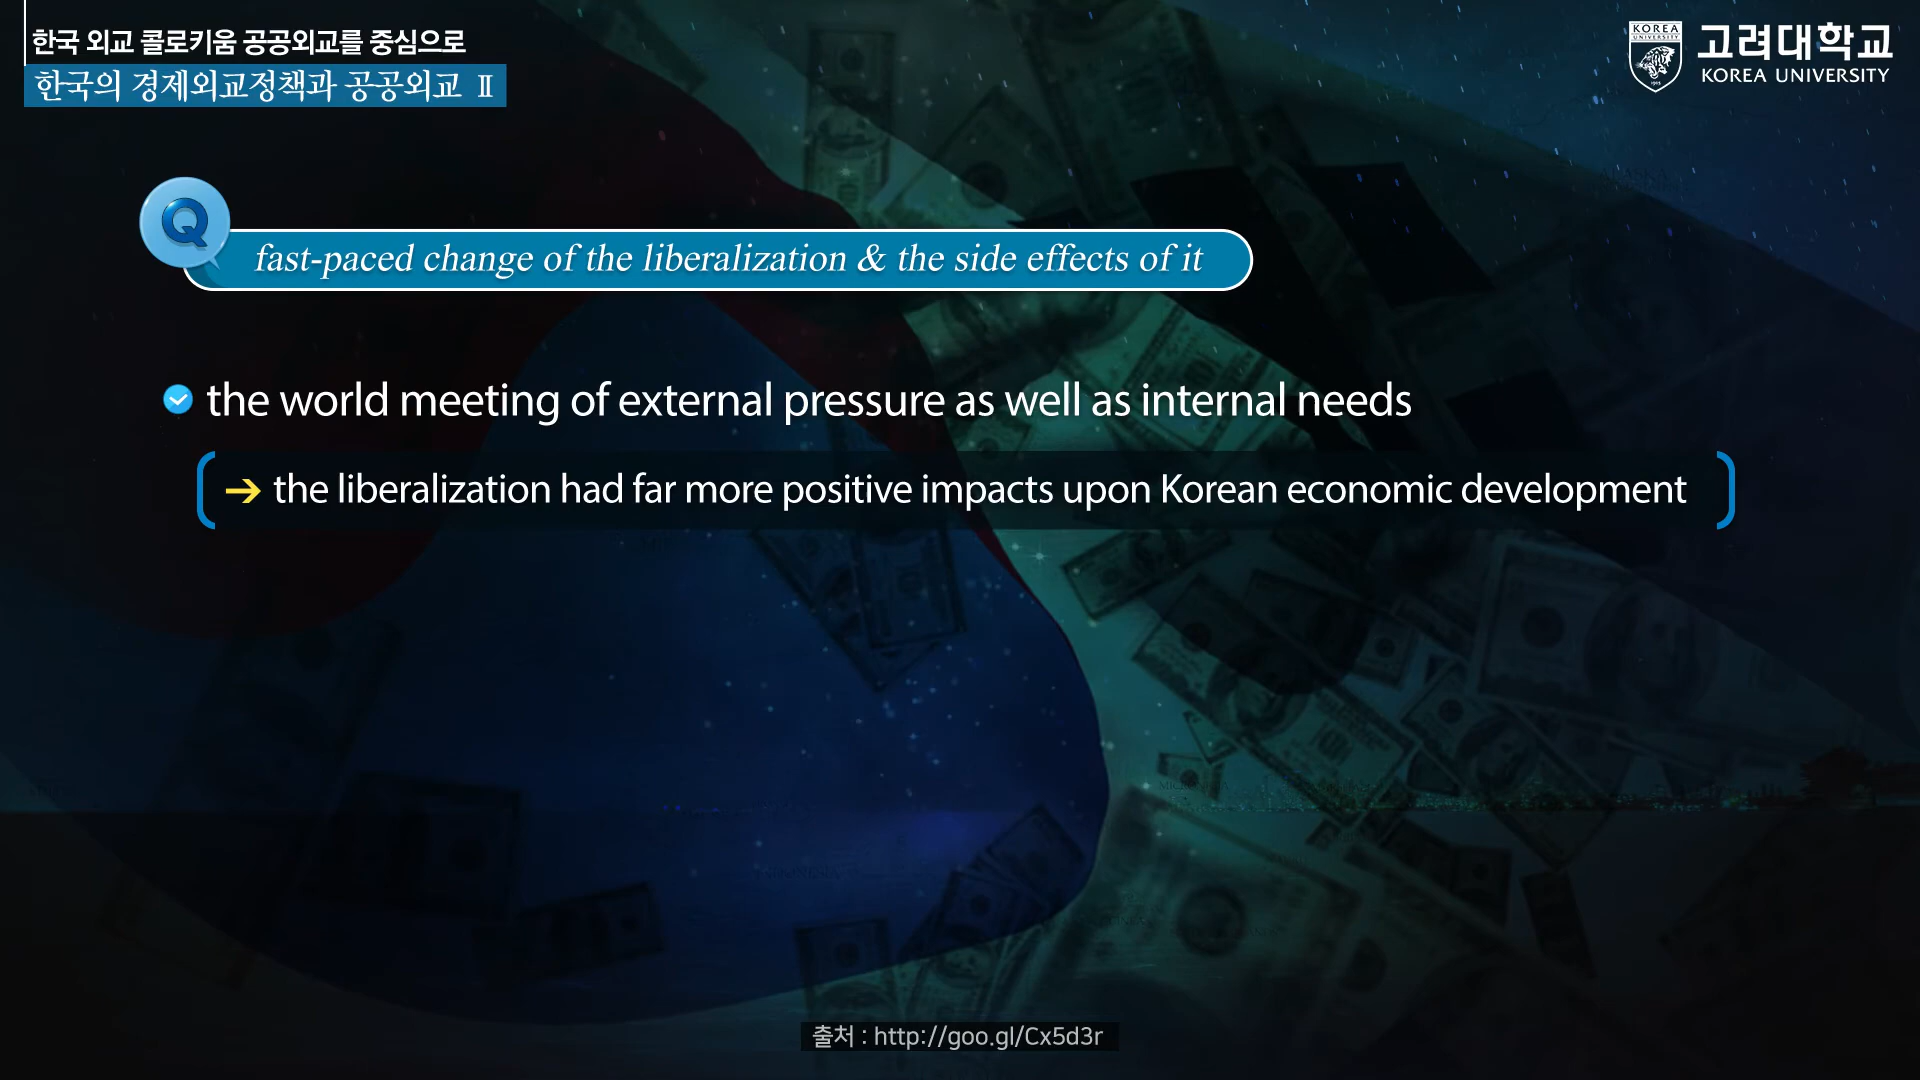 한국 외교 콜로키움 공공외교를 중심으로
한국의 경제외교정책과 공공외교 Ⅱ
KOREA
UNIVERSITY
1905
고려대학교
KOREA UNIVERSITY
Q
fast-paced change of the liberalization & the side effects of it
the world meeting of external pressure as well as internal needs
→ the liberalization had far more positive impacts upon Korean economic development
출처 : http://goo.gl/Cx5d3r